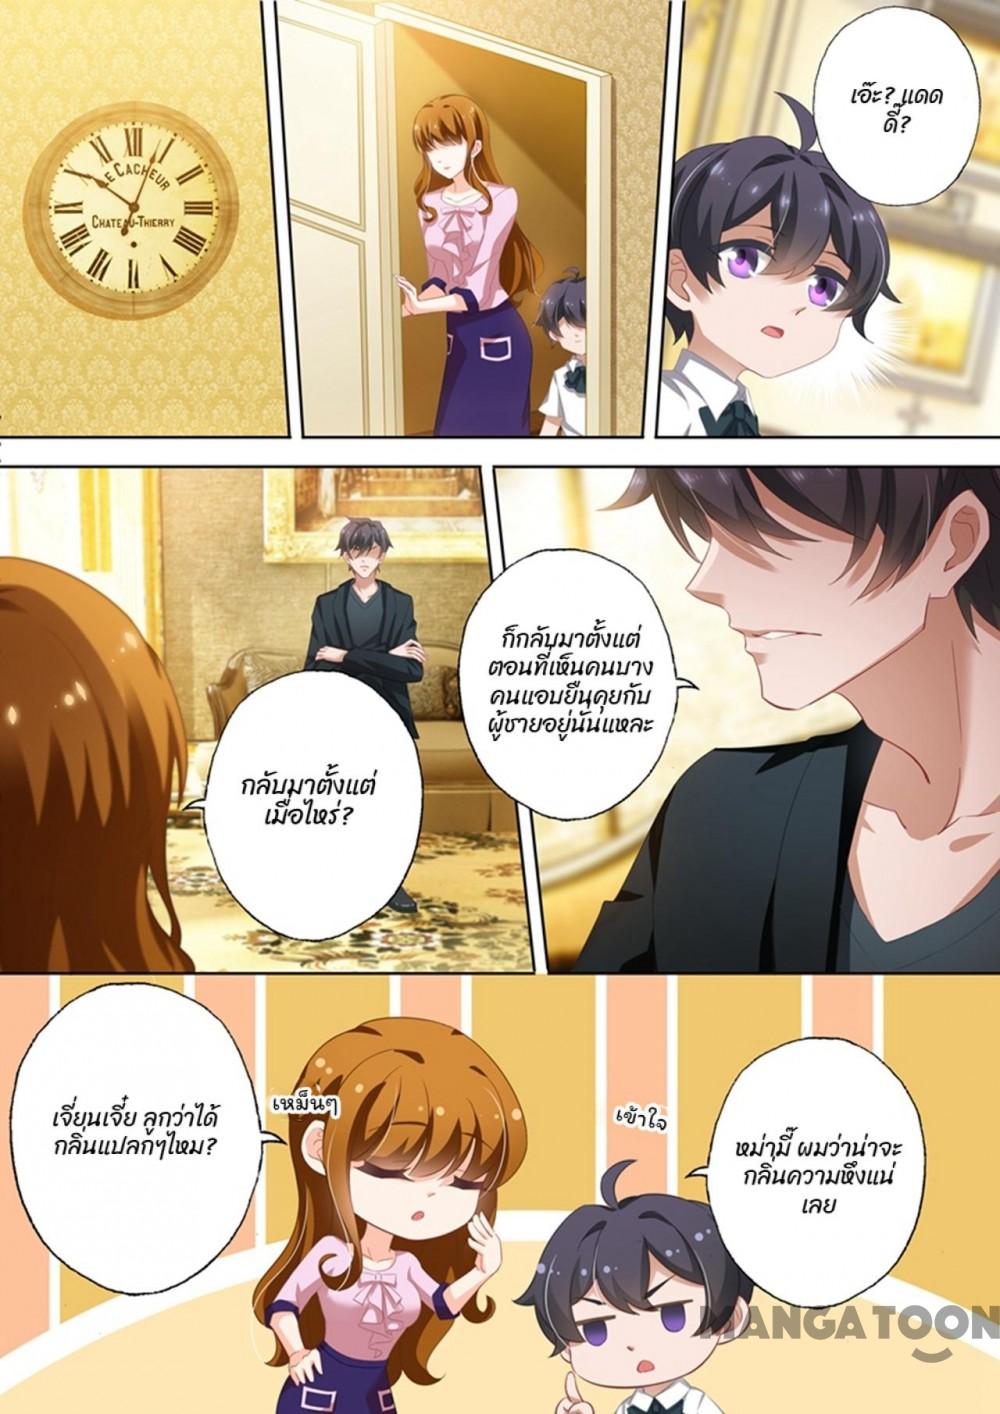 LE CACHEUR
CHATEAU-THIERRY
เอ๊ะ? แดด
ดี๊?
กลับมาตั้งแต่
เมื่อไหร่?
ก็กลับมาตั้งแต่
ตอนที่เห็นคนบาง
คนแอบยืนคุยกับ
ผู้ชายอยู่นั่นแหละ
เจี่ยนเจี๋ย ลูกว่าได้
กลิ่นแปลกๆไหม?
เหม็นๆ
เข้าใจ
หม่ามี๊ ผมว่าน่าจะ
กลิ่นความหึงแน่
เลย
MANGATOON